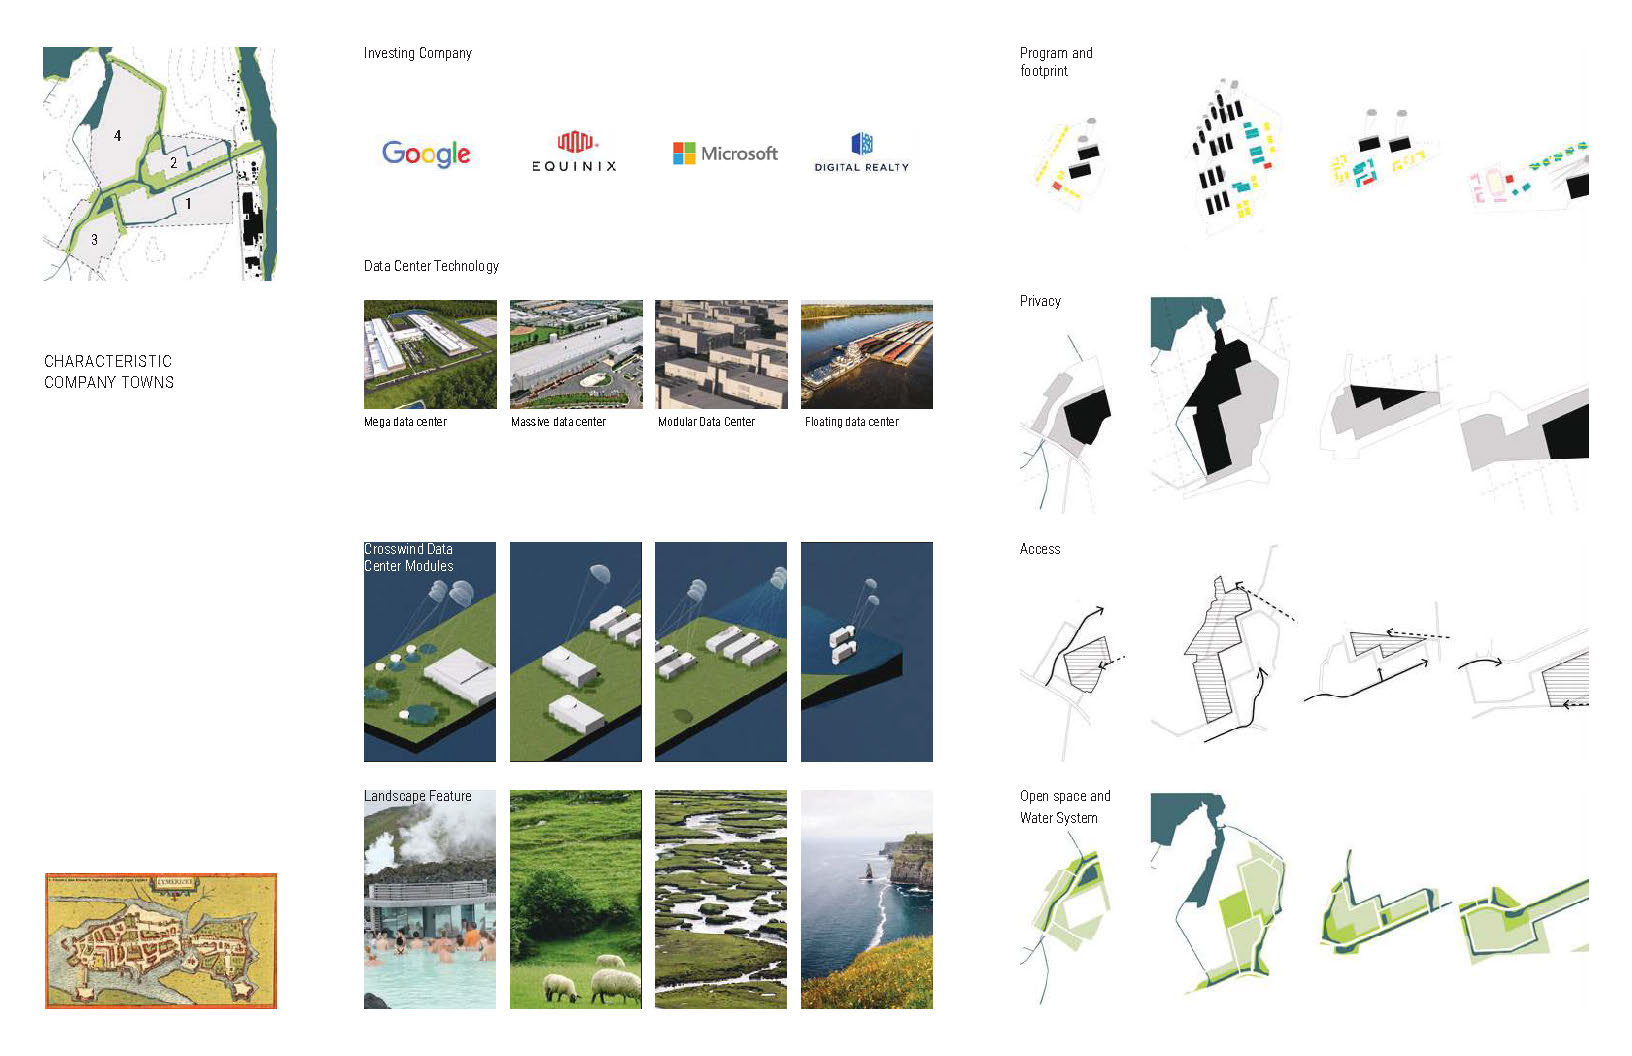 4
2
1
3
CHARACTERISTIC
COMPANY TOWNS
LYMERICKE
Investing Company
Google
EQUINIX
Microsoft
DIGITAL REALTY
Data Center Technology
Mega data center
Massive data center
Modular Data Center
Floating data center
Crosswind Data
Center Modules
Landscape Feature
Program and
footprint
Privacy
Access
Open space and
Water System